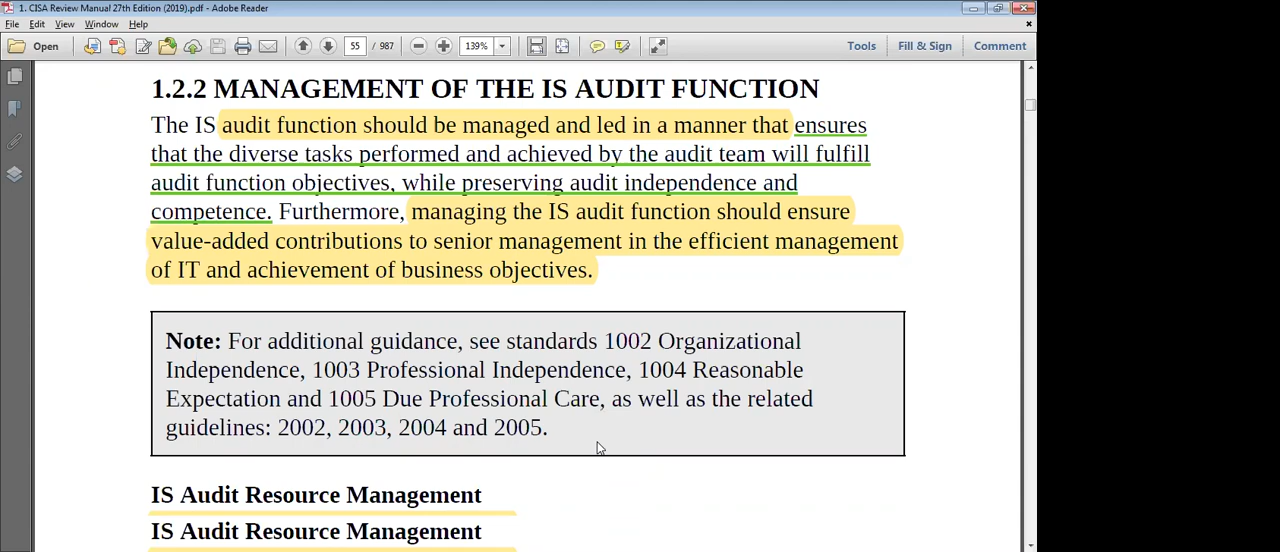 1. CISA Review Manual 27th Edition (2019).pdf - Adobe Reader
File Edit View Window Help
Open 55 / 987 139% Tools Fill & Sign Comment
1.2.2 MANAGEMENT OF THE IS AUDIT FUNCTION
The IS audit function should be managed and led in a manner that ensures
that the diverse tasks performed and achieved by the audit team will fulfill
audit function objectives, while preserving audit independence and
competence. Furthermore, managing the IS audit function should ensure
value-added contributions to senior management in the efficient management
of IT and achievement of business objectives.
Note: For additional guidance, see standards 1002 Organizational
Independence, 1003 Professional Independence, 1004 Reasonable
Expectation and 1005 Due Professional Care, as well as the related
guidelines: 2002, 2003, 2004 and 2005.
IS Audit Resource Management
IS Audit Resource Management